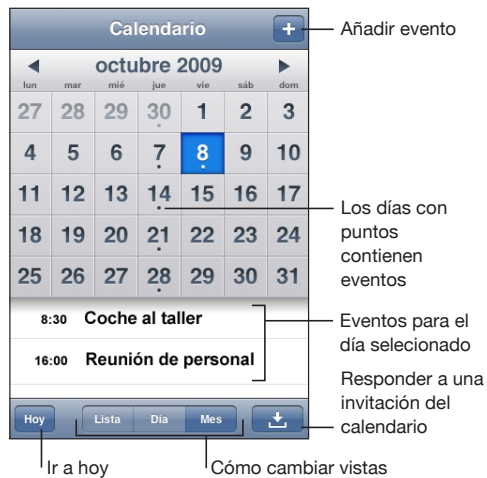 Calendario
+
Añadir evento
octubre 2009
lun mar mié jue vie sáb dom
27 28 29 30 1 2 3
4 5 6 7 8 9 10
11 12 13 14 15 16 17
18 19 20 21 22 23 24
25 26 27 28 29 30 31
Los días con
puntos
contienen
eventos
8:30 Coche al taller
16:00 Reunión de personal
Eventos para el
día seleccionado
Responder a una
invitación del
calendario
Hoy Lista Día Mes
Ir a hoy
Cómo cambiar vistas